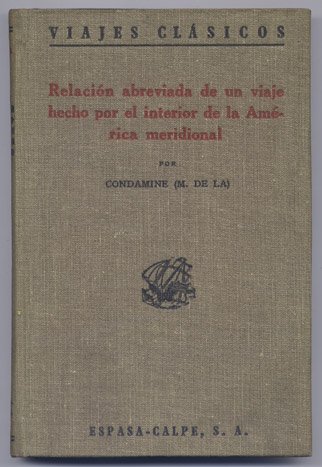 VIAJES CLÁSICOS
Relación abreviada de un viaje
hecho por el interior de la Amé-
rica meridional
POR
CONDAMINE (M. DE LA)
ESPASA-CALPE, S. A.